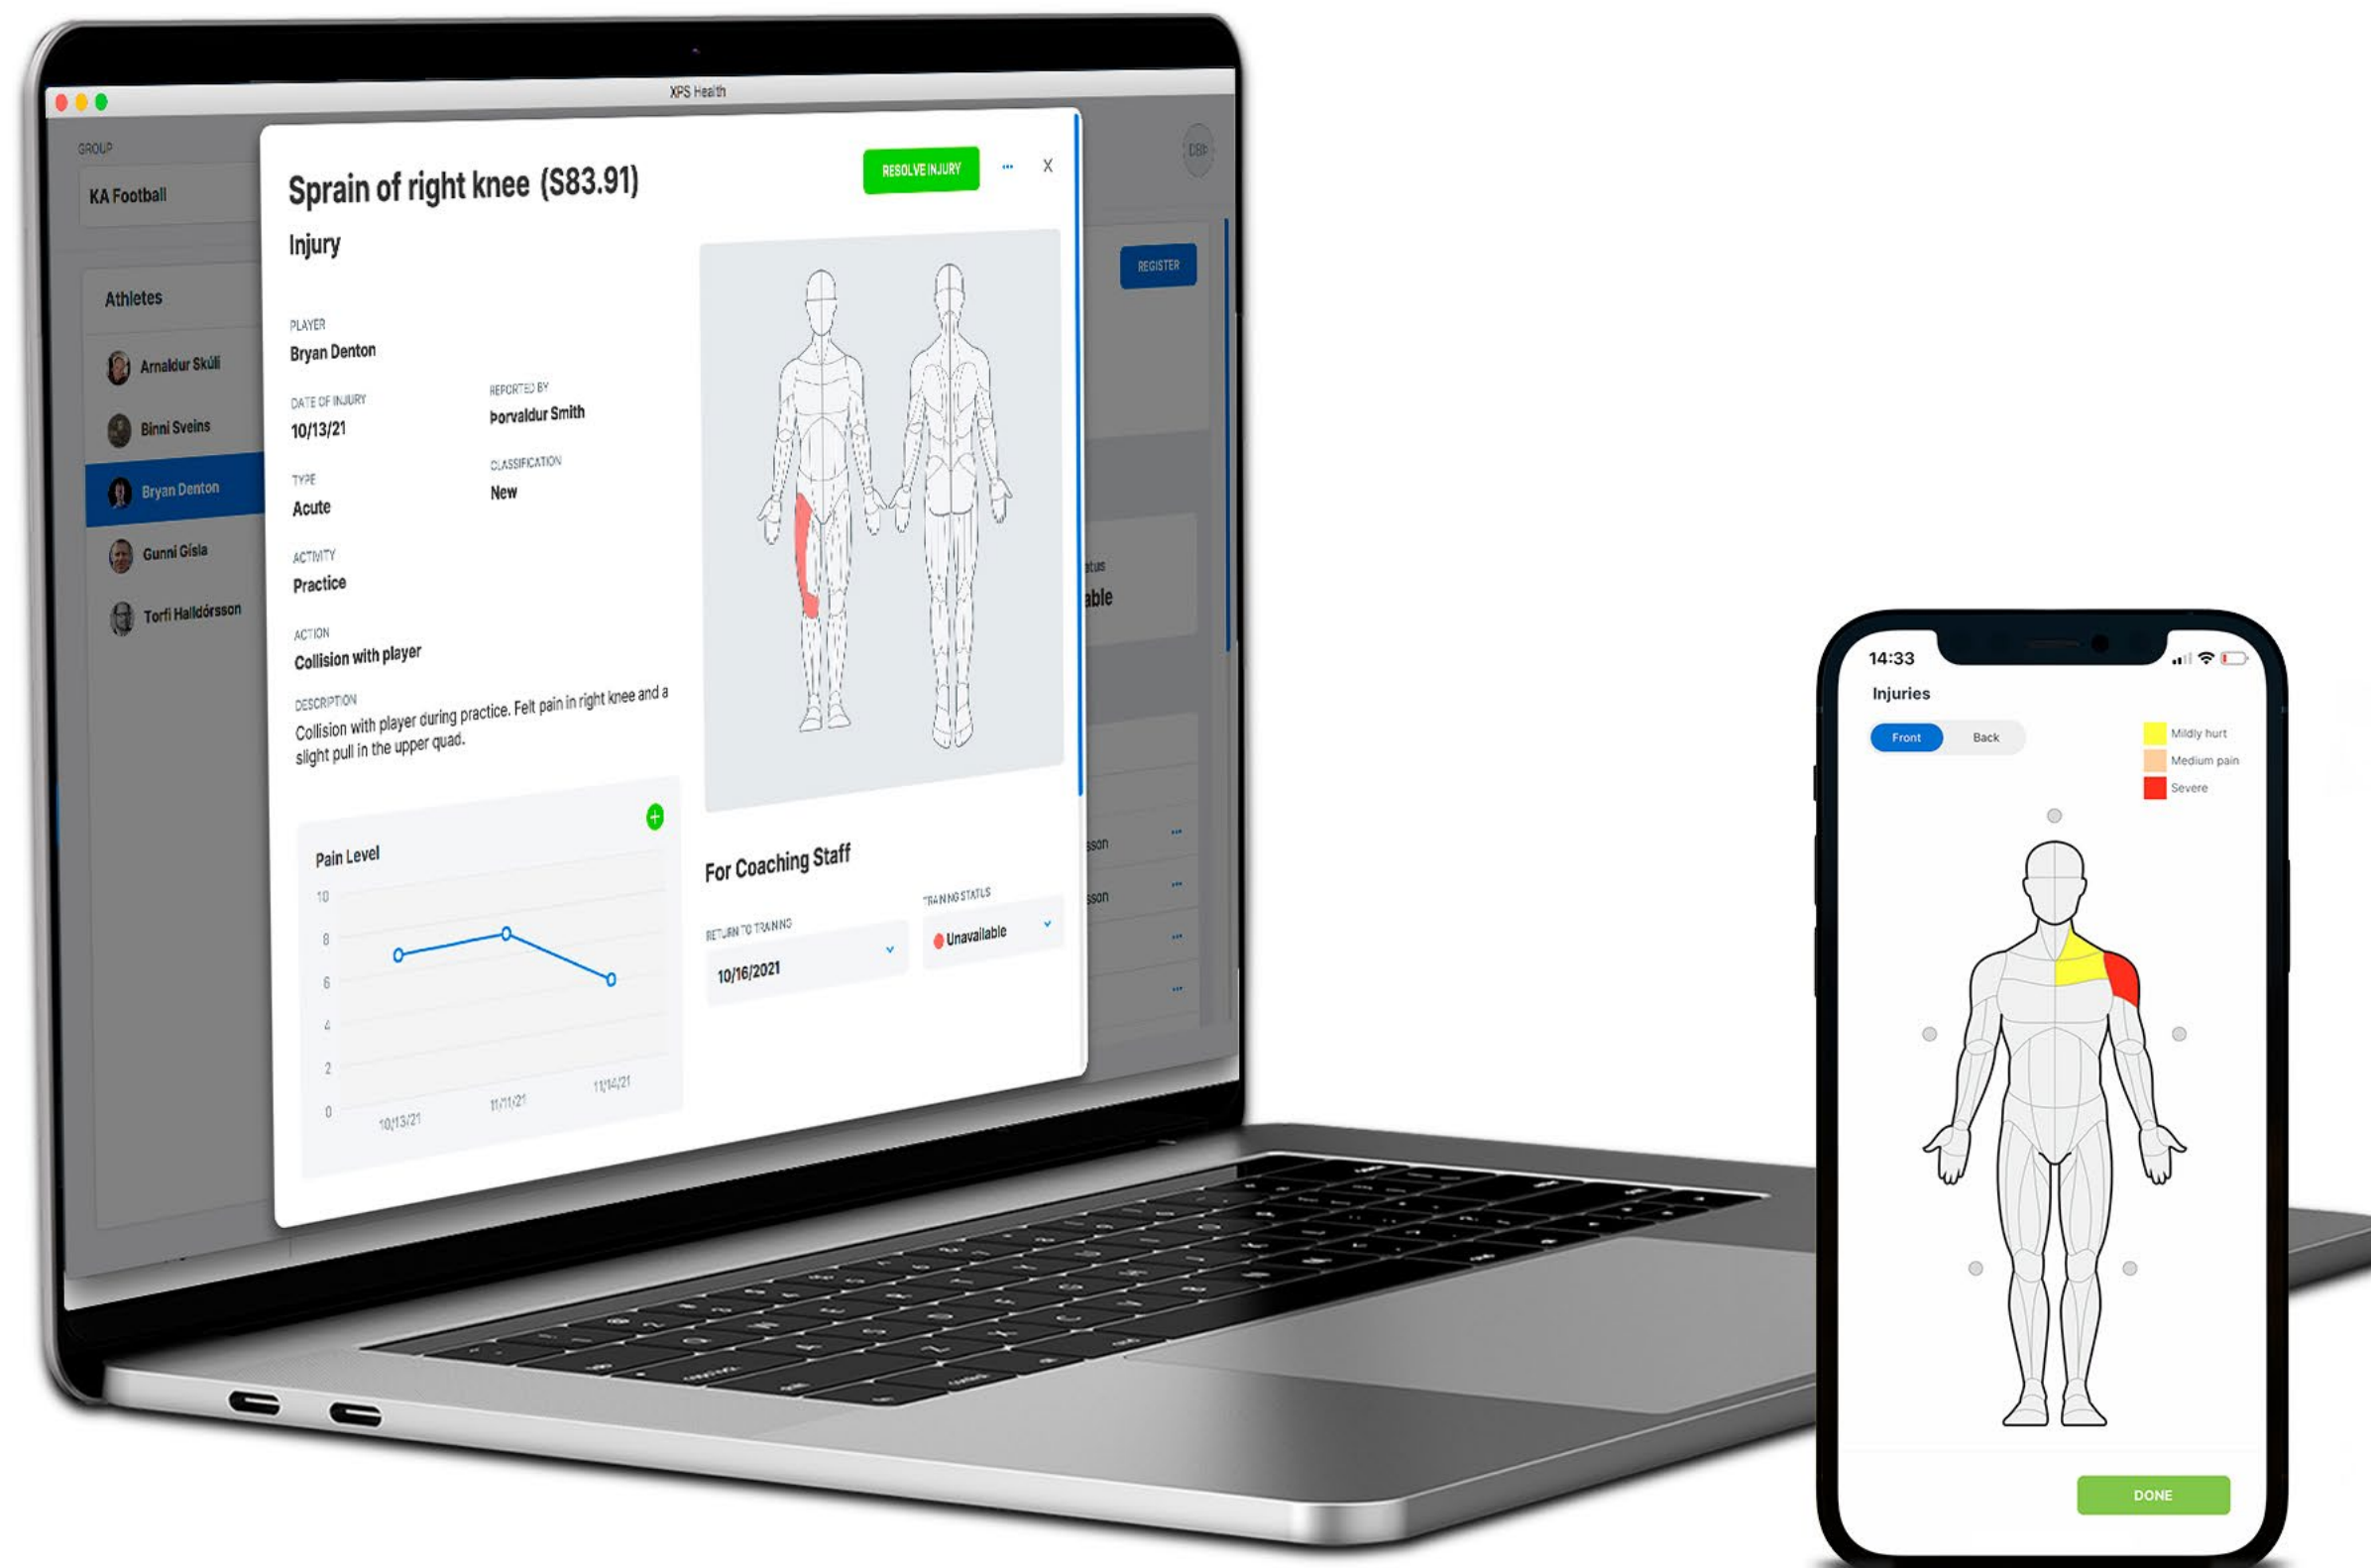 XPS Health
GROUP
KA Football
DBÞ
Athletes
Arnaldur Skúli
Binni Sveins
Bryan Denton
Gunni Gísla
Torfi Halldórsson
REGISTER
Sprain of right knee (S83.91)
RESOLVE INJURY
Injury
PLAYER
Bryan Denton
DATE OF INJURY
REPORTED BY
10/13/21
Þorvaldur Smith
TYPE
CLASSIFICATION
Acute
New
ACTIVITY
Practice
ACTION
Collision with player
DESCRIPTION
Collision with player during practice. Felt pain in right knee and a
slight pull in the upper quad.
Pain Level
10
8
6
4
2
0
10/13/21
11/11/21
11/14/21
For Coaching Staff
RETURN TO TRAINING
TRAINING STATUS
10/16/2021
Unavailable
atus
able
sson
sson
14:33
Injuries
Front
Back
Mildly hurt
Medium pain
Severe
DONE